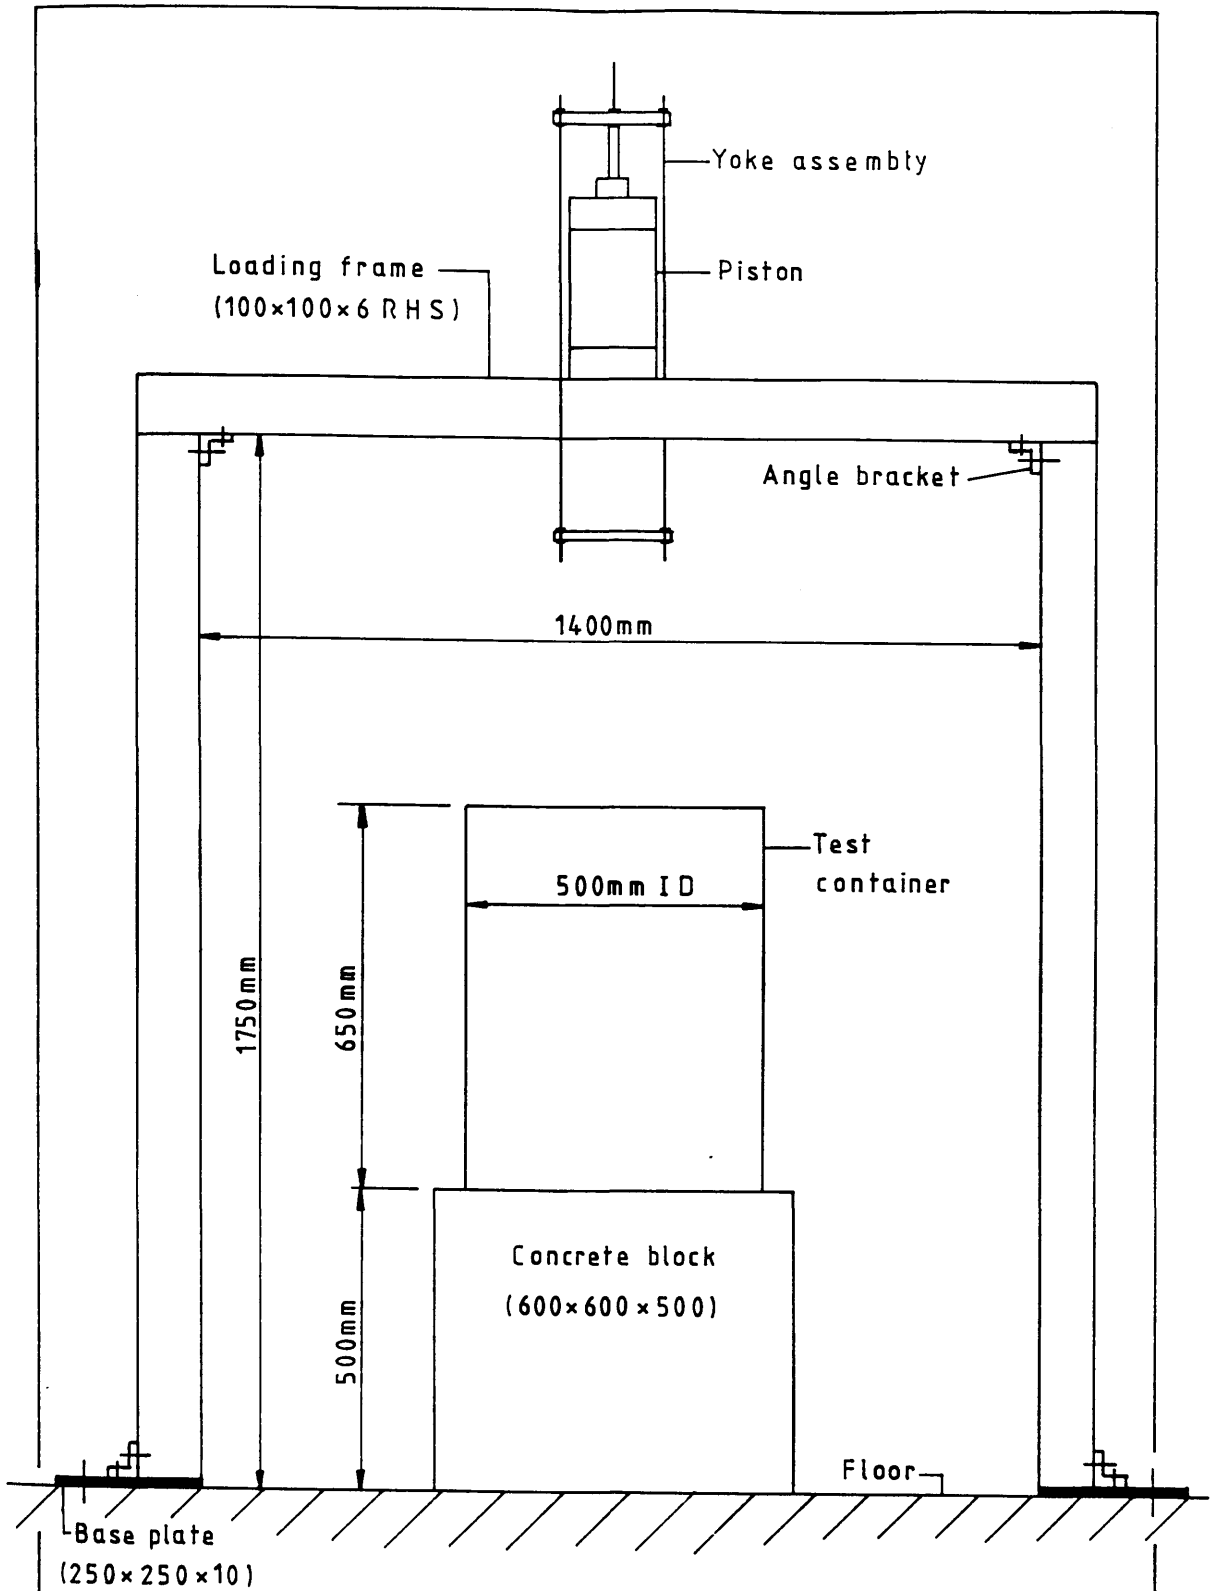 Yoke assembly
Loading frame
(100×100×6 RHS)
Piston
Angle bracket
1400mm
Test
container
500mm ID
1750mm
650mm
Concrete block
(600×600×500)
500mm
Floor
Base plate
(250×250×10)